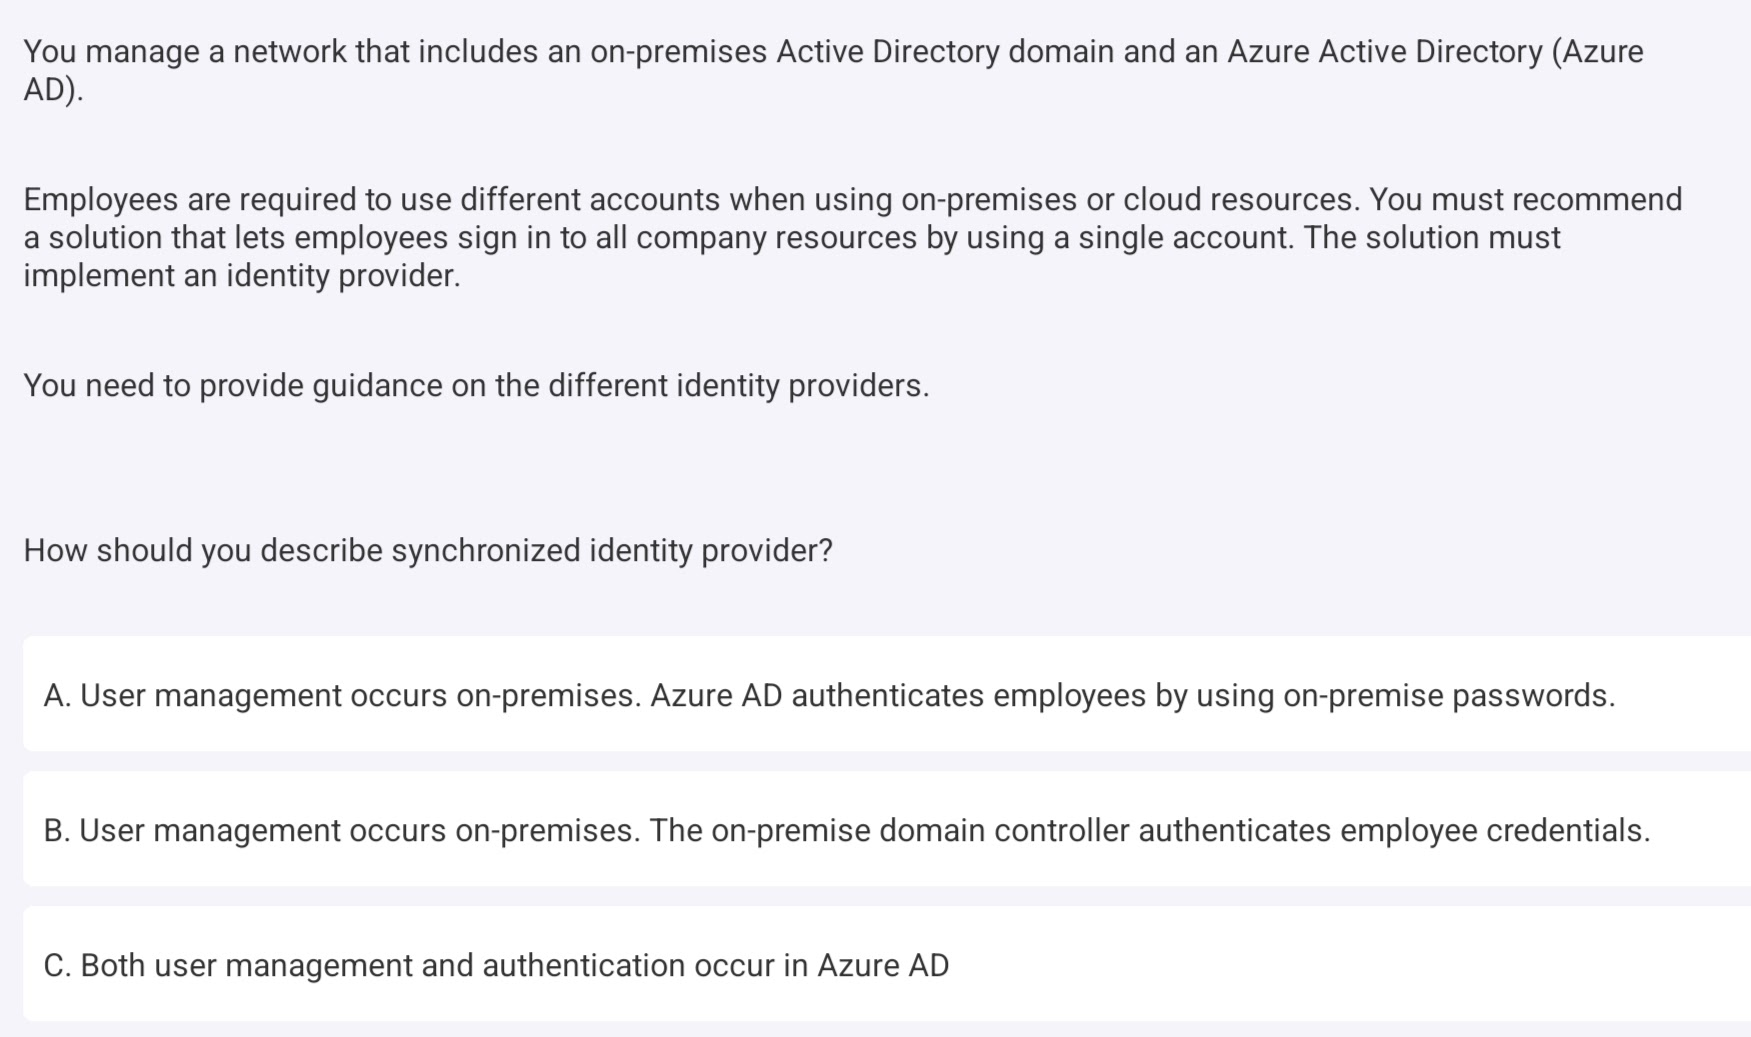 You manage a network that includes an on-premises Active Directory domain and an Azure Active Directory (Azure
AD).
Employees are required to use different accounts when using on-premises or cloud resources. You must recommend
a solution that lets employees sign in to all company resources by using a single account. The solution must
implement an identity provider.
You need to provide guidance on the different identity providers.
How should you describe synchronized identity provider?
A. User management occurs on-premises. Azure AD authenticates employees by using on-premise passwords.
B. User management occurs on-premises. The on-premise domain controller authenticates employee credentials.
C. Both user management and authentication occur in Azure AD